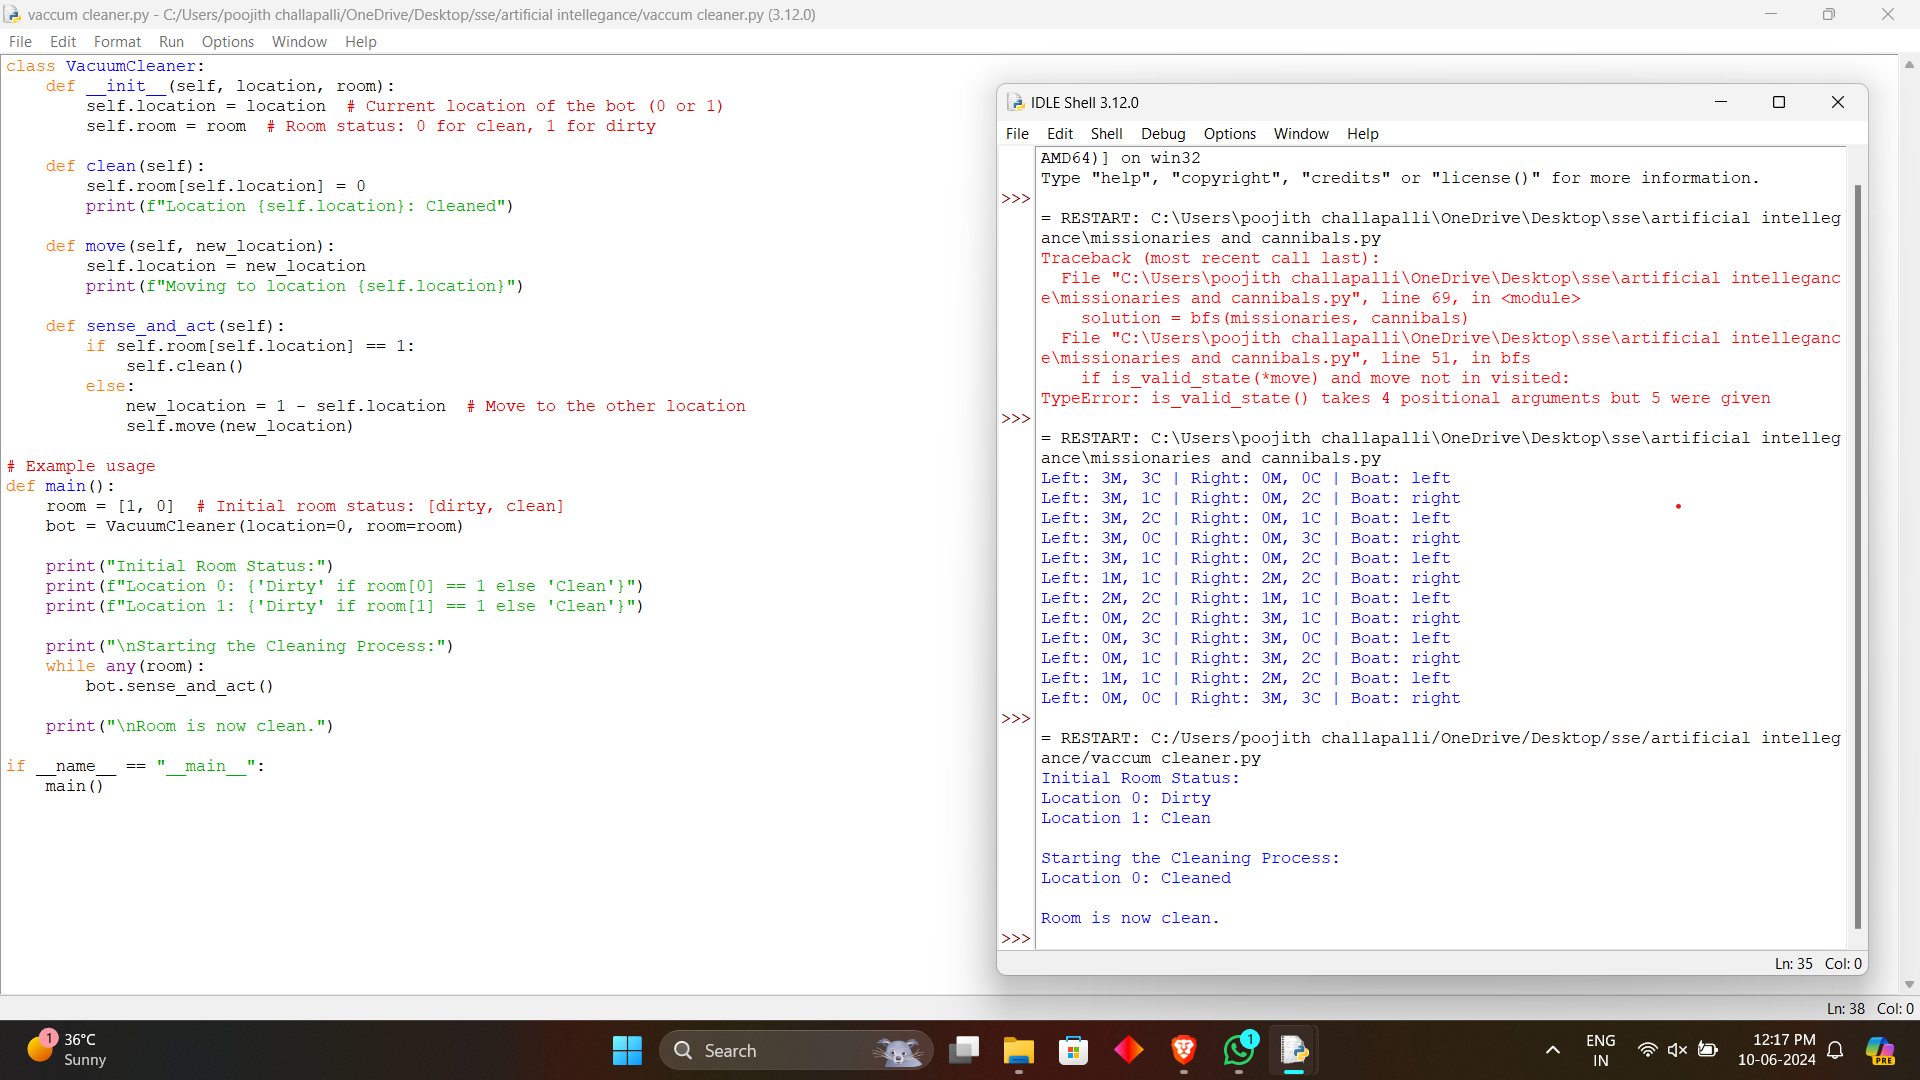 vaccum cleaner.py - C:/Users/poojith challapalli/OneDrive/Desktop/sse/artificial intellegance/vaccum cleaner.py (3.12.0)
File Edit Format Run Options Window Help
class VacuumCleaner:
    def __init__(self, location, room):
        self.location = location  # Current location of the bot (0 or 1)
        self.room = room  # Room status: 0 for clean, 1 for dirty

    def clean(self):
        self.room[self.location] = 0
        print(f"Location {self.location}: Cleaned")

    def move(self, new_location):
        self.location = new_location
        print(f"Moving to location {self.location}")

    def sense_and_act(self):
        if self.room[self.location] == 1:
            self.clean()
        else:
            new_location = 1 - self.location  # Move to the other location
            self.move(new_location)

# Example usage
def main():
    room = [1, 0]  # Initial room status: [dirty, clean]
    bot = VacuumCleaner(location=0, room=room)

    print("Initial Room Status:")
    print(f"Location 0: {'Dirty' if room[0] == 1 else 'Clean'}")
    print(f"Location 1: {'Dirty' if room[1] == 1 else 'Clean'}")

    print("\nStarting the Cleaning Process:")
    while any(room):
        bot.sense_and_act()

    print("\nRoom is now clean.")

if __name__ == "__main__":
    main()
IDLE Shell 3.12.0
File Edit Shell Debug Options Window Help
AMD64)] on win32
Type "help", "copyright", "credits" or "license()" for more information.
>>>
= RESTART: C:\Users\poojith challapalli\OneDrive\Desktop\sse\artificial intelleg
ance\missionaries and cannibals.py
Traceback (most recent call last):
  File "C:\Users\poojith challapalli\OneDrive\Desktop\sse\artificial intelleganc
e\missionaries and cannibals.py", line 69, in <module>
    solution = bfs(missionaries, cannibals)
  File "C:\Users\poojith challapalli\OneDrive\Desktop\sse\artificial intelleganc
e\missionaries and cannibals.py", line 51, in bfs
    if is_valid_state(*move) and move not in visited:
TypeError: is_valid_state() takes 4 positional arguments but 5 were given
>>>
= RESTART: C:\Users\poojith challapalli\OneDrive\Desktop\sse\artificial intelleg
ance\missionaries and cannibals.py
Left: 3M, 3C | Right: 0M, 0C | Boat: left
Left: 3M, 1C | Right: 0M, 2C | Boat: right
Left: 3M, 2C | Right: 0M, 1C | Boat: left
Left: 3M, 0C | Right: 0M, 3C | Boat: right
Left: 3M, 1C | Right: 0M, 2C | Boat: left
Left: 1M, 1C | Right: 2M, 2C | Boat: right
Left: 2M, 2C | Right: 1M, 1C | Boat: left
Left: 0M, 2C | Right: 3M, 1C | Boat: right
Left: 0M, 3C | Right: 3M, 0C | Boat: left
Left: 0M, 1C | Right: 3M, 2C | Boat: right
Left: 1M, 1C | Right: 2M, 2C | Boat: left
Left: 0M, 0C | Right: 3M, 3C | Boat: right
>>>
= RESTART: C:/Users/poojith challapalli/OneDrive/Desktop/sse/artificial intelleg
ance/vaccum cleaner.py
Initial Room Status:
Location 0: Dirty
Location 1: Clean

Starting the Cleaning Process:
Location 0: Cleaned

Room is now clean.
>>>
Ln: 35 Col: 0
Ln: 38 Col: 0
1
36°C
Sunny
Search
1
ENG
IN
12:17 PM
10-06-2024
PRE